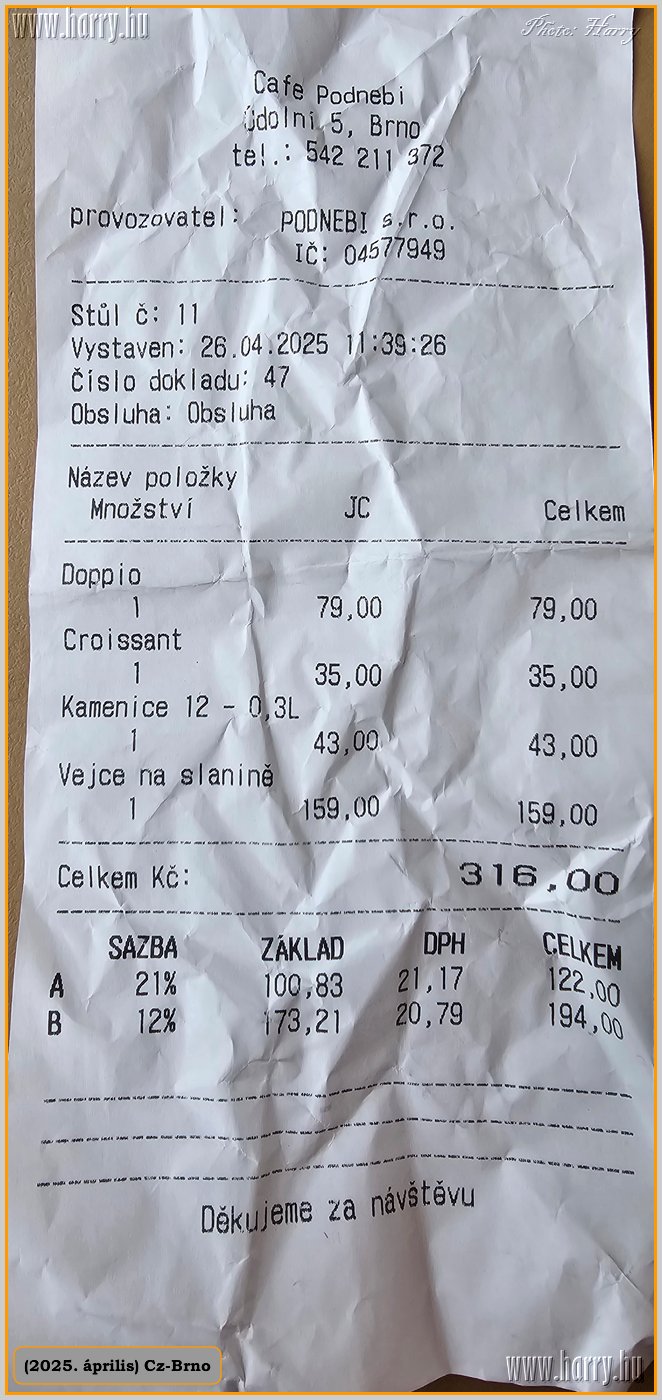 www.harry.hu
Photo: Harry
Cafe Podnebi
Údolni 5, Brno
tel.: 542 211 372
provozovatel: PODNEBI s.r.o.
IČ: 04577949
Stůl č: 11
Vystaven: 26.04.2025 11:39:26
Číslo dokladu: 47
Obsluha: Obsluha
Název položky
Množství JC Celkem
Doppio
1 79,00 79,00
Croissant
1 35,00 35,00
Kamenice 12 - 0,3L
1 43,00 43,00
Vejce na slanině
1 159,00 159,00
Celkem Kč: 316,00
SAZBA ZÁKLAD DPH CELKEM
A 21% 100,83 21,17 122,00
B 12% 173,21 20,79 194,00
Děkujeme za návštěvu
(2025. április) Cz-Brno
www.harry.hu